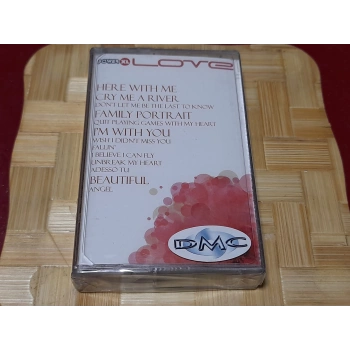 LOVE
HERE WITH ME
CRY ME A RIVER
DON'T LET ME BE THE LAST TO KNOW
FAMILY PORTRAIT
QUIT PLAYING GAMES WITH MY HEART
I'M WITH YOU
WISH I DIDN'T MISS YOU
FALLIN'
I BELIEVE I CAN FLY
UNBREAK MY HEART
ADESSO TU
BEAUTIFUL
ANGEL
DMC